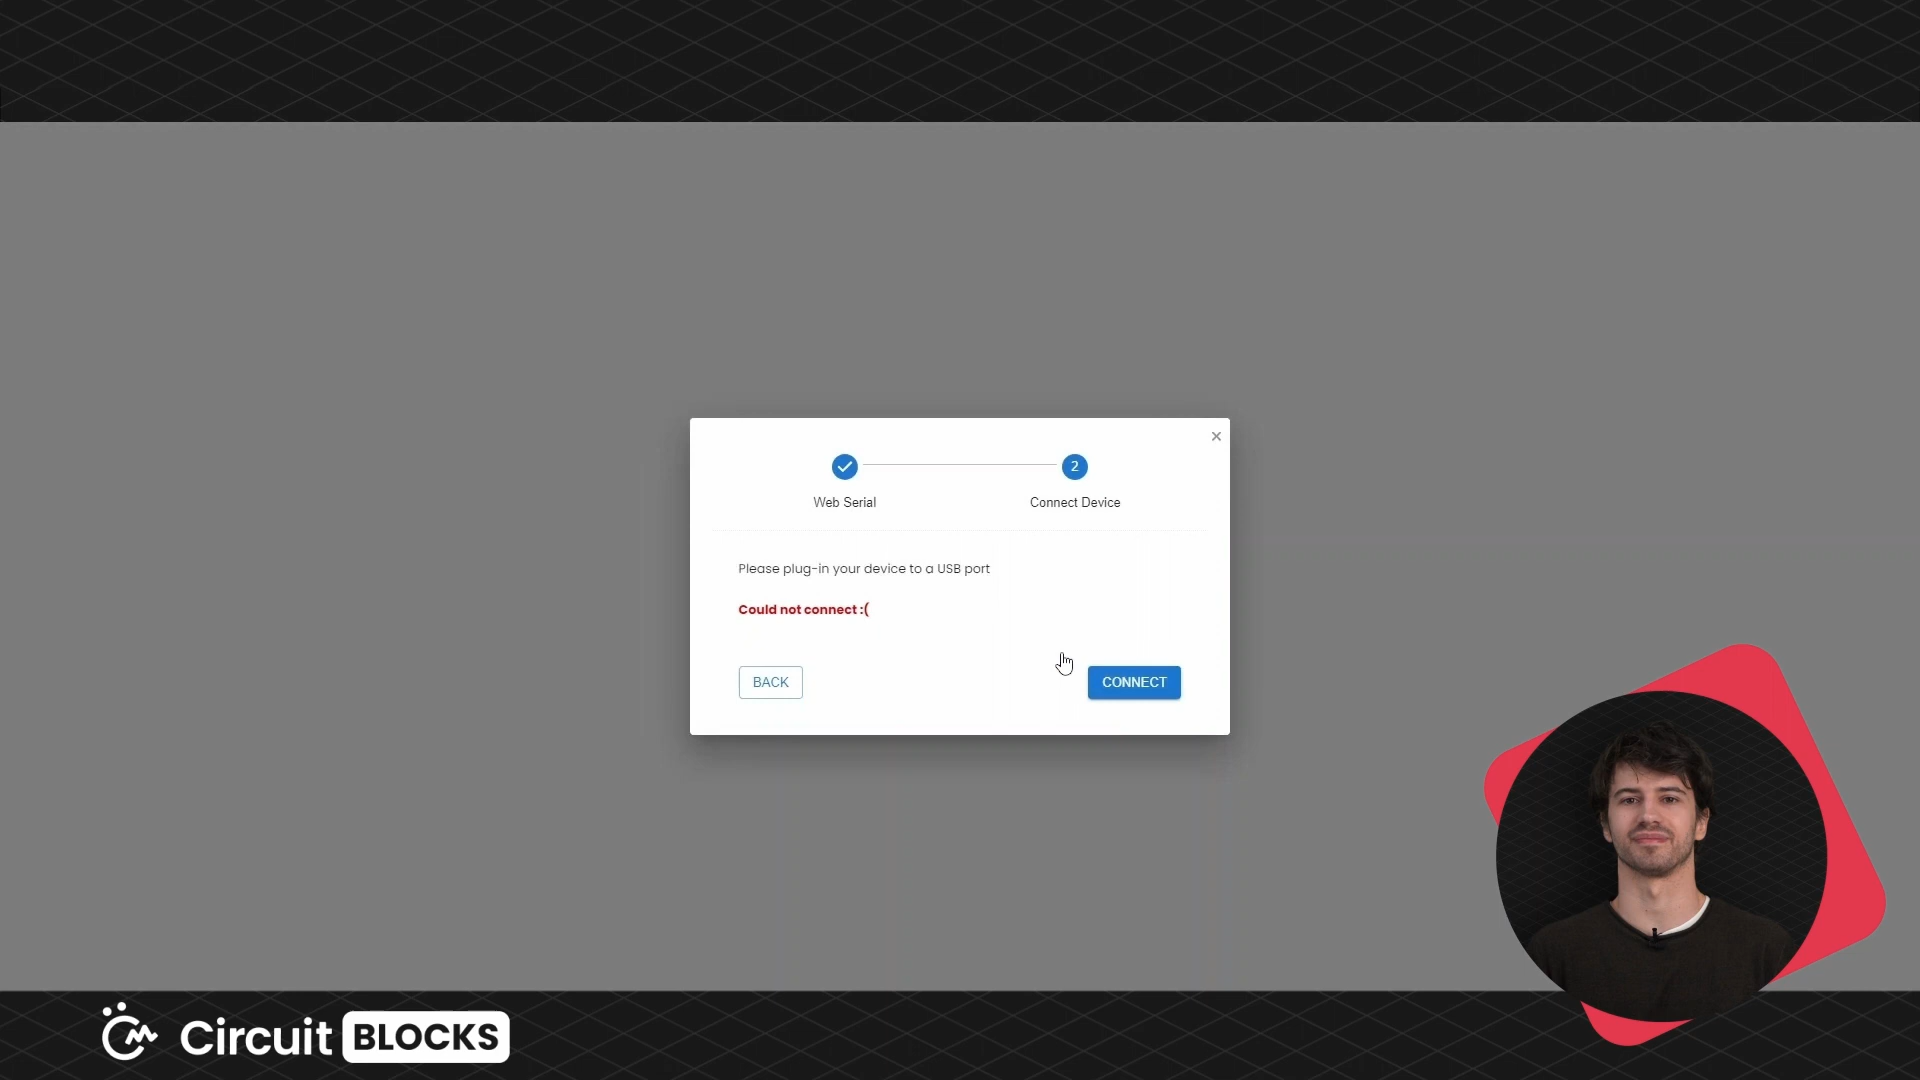 ×
2
Web Serial
Connect Device
Please plug-in your device to a USB port
Could not connect :(
BACK
CONNECT
Circuit BLOCKS